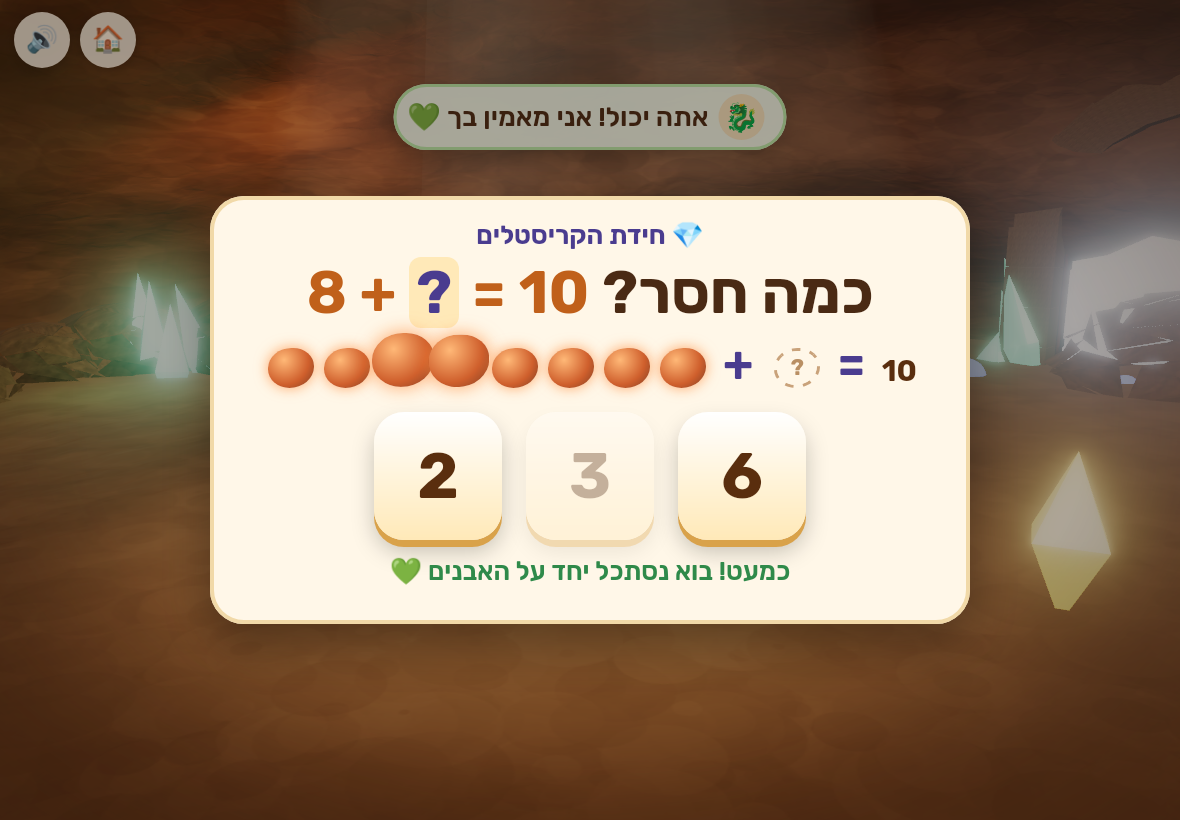 אתה יכול! אני מאמין בך 💚
💎 חידת הקריסטלים
כמה חסר? 8 + ? = 10
+ ? = 10
2 3 6
כמעט! בוא נסתכל יחד על האבנים 💚